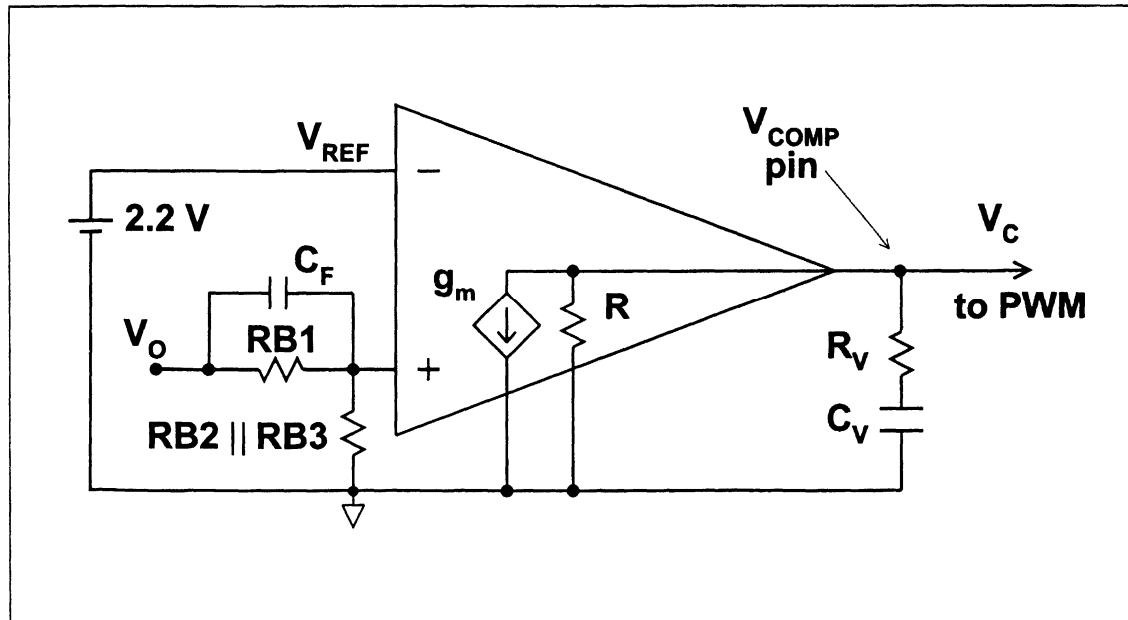 V_REF
2.2 V
C_F
V_O
RB1
RB2 || RB3
−
+
g_m
R
V_COMP
pin
V_C
to PWM
R_V
C_V